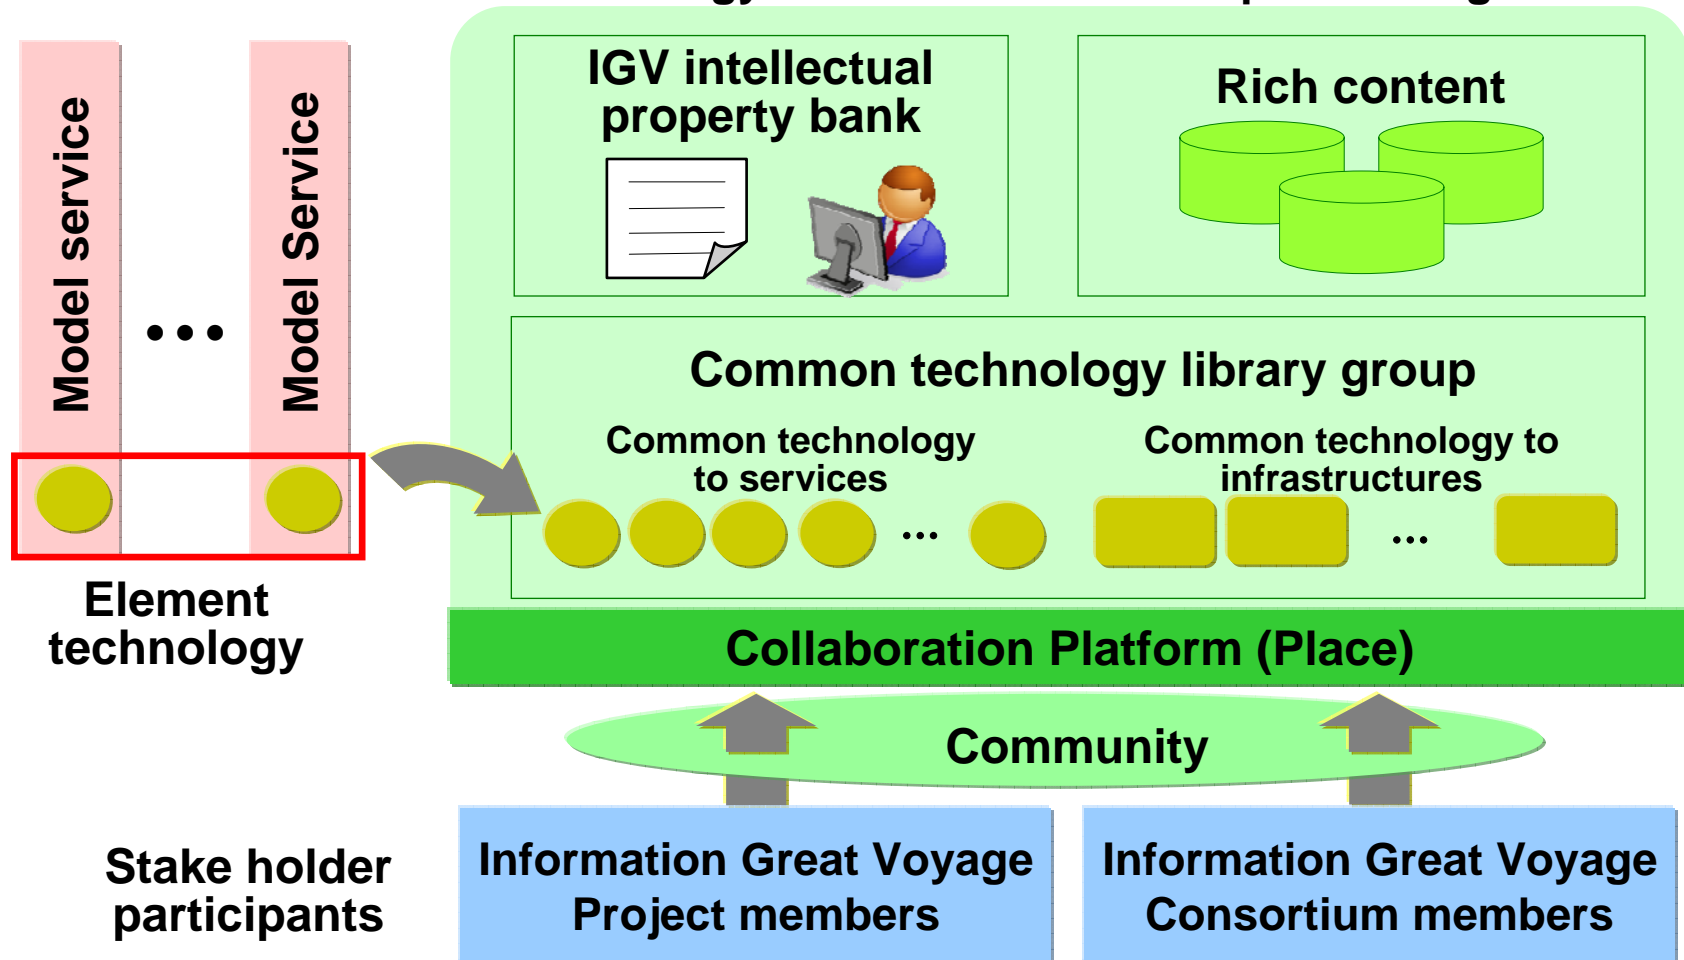 IGV intellectual
property bank
Rich content
Model service
...
Model Service
Common technology library group
Common technology
to services
Common technology to
infrastructures
...
...
Element
technology
Collaboration Platform (Place)
Community
Stake holder
participants
Information Great Voyage
Project members
Information Great Voyage
Consortium members